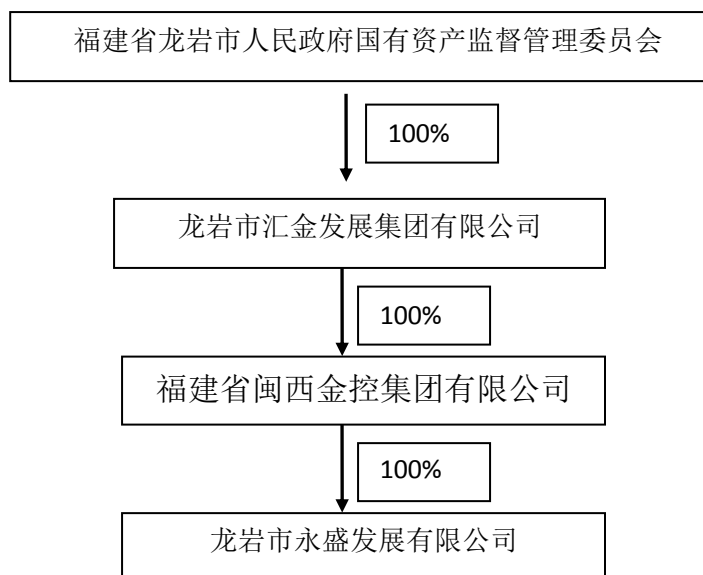 福建省龙岩市人民政府国有资产监督管理委员会
100%
龙岩市汇金发展集团有限公司
100%
福建省闽西金控集团有限公司
100%
龙岩市永盛发展有限公司